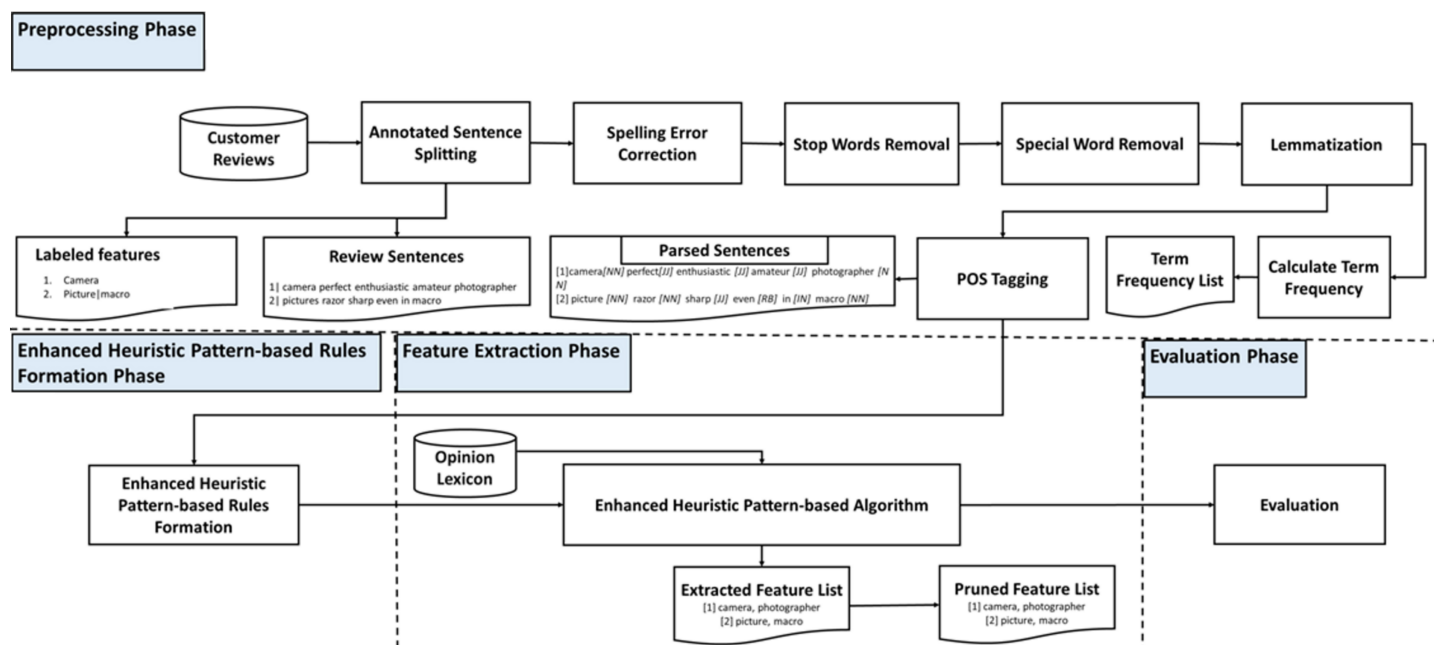 Preprocessing Phase
Customer
Reviews
Annotated Sentence
Splitting
Spelling Error
Correction
Stop Words Removal
Special Word Removal
Lemmatization
Labeled features
1. Camera
2. Picture|macro
Review Sentences
1| camera perfect enthusiastic amateur photographer
2| pictures razor sharp even in macro
Parsed Sentences
[1]camera[NN] perfect[JJ] enthusiastic [JJ] amateur [JJ] photographer [N
N]
[2] picture [NN] razor [NN] sharp [JJ] even [RB] in [IN] macro [NN]
POS Tagging
Term
Frequency List
Calculate Term
Frequency
Enhanced Heuristic Pattern-based Rules
Formation Phase
Feature Extraction Phase
Evaluation Phase
Opinion
Lexicon
Enhanced Heuristic
Pattern-based Rules
Formation
Enhanced Heuristic Pattern-based Algorithm
Evaluation
Extracted Feature List
[1] camera, photographer
[2] picture, macro
Pruned Feature List
[1] camera, photographer
[2] picture, macro